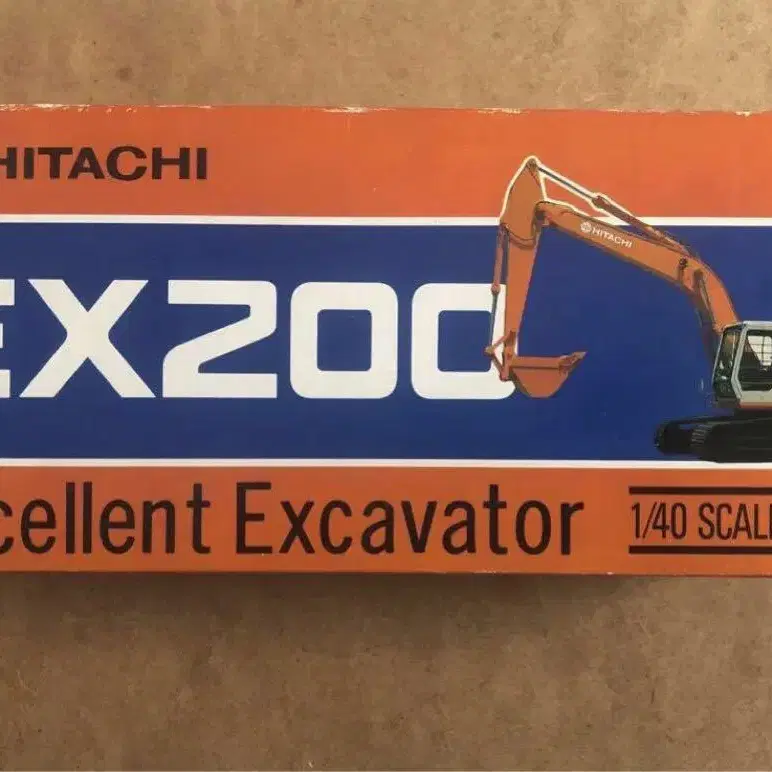 HITACHI
HITACHI
EX200
cellent Excavator
1/40 SCAL